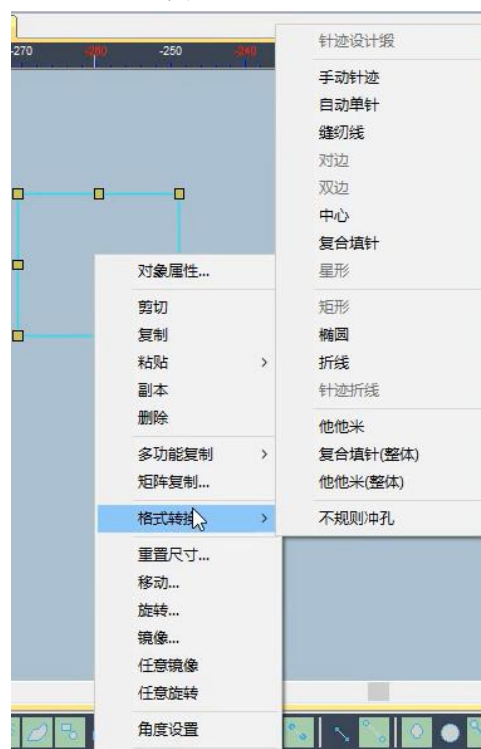 -270
-260
-250
-240
针迹设计缎
手动针迹
自动单针
缝纫线
对边
双边
中心
复合填针
星形
矩形
椭圆
折线
针迹折线
他他米
复合填针(整体)
他他米(整体)
不规则冲孔
对象属性...
剪切
复制
粘贴
副本
删除
多功能复制
矩阵复制...
格式转换
重置尺寸...
移动...
旋转...
镜像...
任意镜像
任意旋转
角度设置